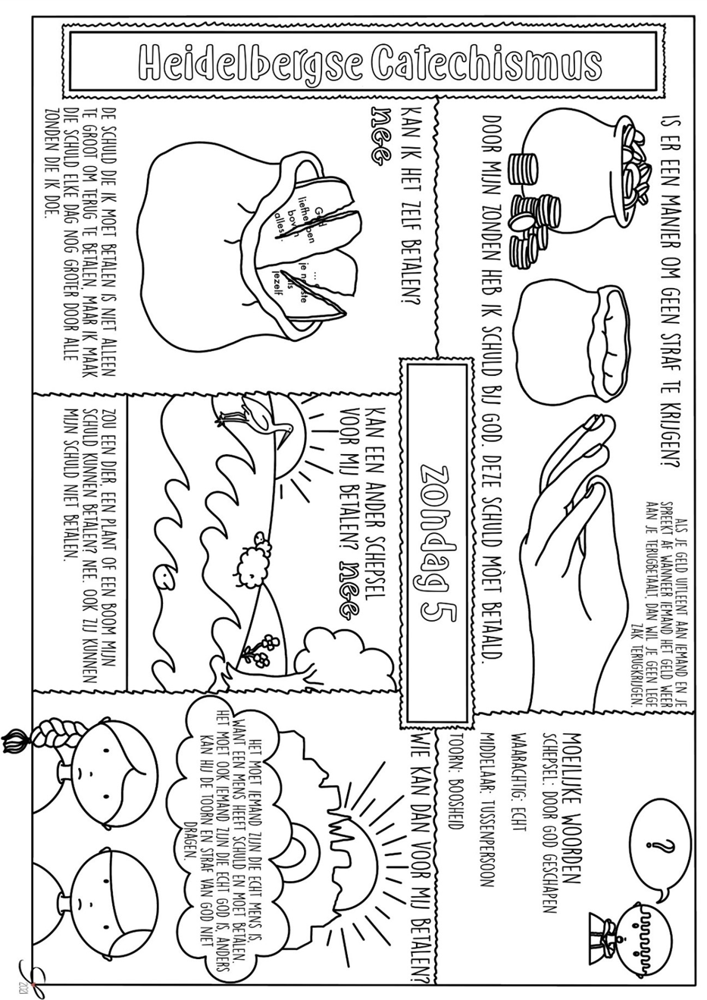 Heidelbergse Catechismus
IS ER EEN MANIER OM GEEN STRAF TE KRIJGEN?
ALS JE GELD UITLEENT AAN IEMAND EN JE
SPREEKT AF WANNEER IEMAND HET GELD WEER
AAN JE TERUGBETAALT, DAN WIL JE GEEN LEGE
ZAK TERUGKRIJGEN.
DOOR MIJN ZONDEN HEB IK SCHULD BIJ GOD. DEZE SCHULD MÒET BETAALD.
?
MOEILIJKE WOORDEN
SCHEPSEL: DOOR GOD GESCHAPEN
WAARACHTIG: ECHT
MIDDELAAR: TUSSENPERSOON
TOORN: BOOSHEID
zondag 5
KAN IK HET ZELF BETALEN?
nee
God
liefhebben
boven
alles..
... en
je naaste
als
jezelf
DE SCHULD DIE IK MOET BETALEN IS NIET ALLEEN
TE GROOT OM TERUG TE BETALEN, MAAR IK MAAK
DIE SCHULD ELKE DAG NOG GROTER DOOR ALLE
ZONDEN DIE IK DOE.
KAN EEN ANDER SCHEPSEL
VOOR MIJ BETALEN? nee
ZOU EEN DIER, EEN PLANT OF EEN BOOM MIJN
SCHULD KUNNEN BETALEN? NEE. OOK ZIJ KUNNEN
MIJN SCHULD NIET BETALEN.
WIE KAN DAN VOOR MIJ BETALEN?
HET MOET IEMAND ZIJN DIE ECHT MENS IS,
WANT EEN MENS HEEFT SCHULD EN MOET BETALEN.
HET MOET OOK IEMAND ZIJN DIE ECHT GOD IS, ANDERS
KAN HIJ DE TOORN EN STRAF VAN GOD NIET
DRAGEN.
2021